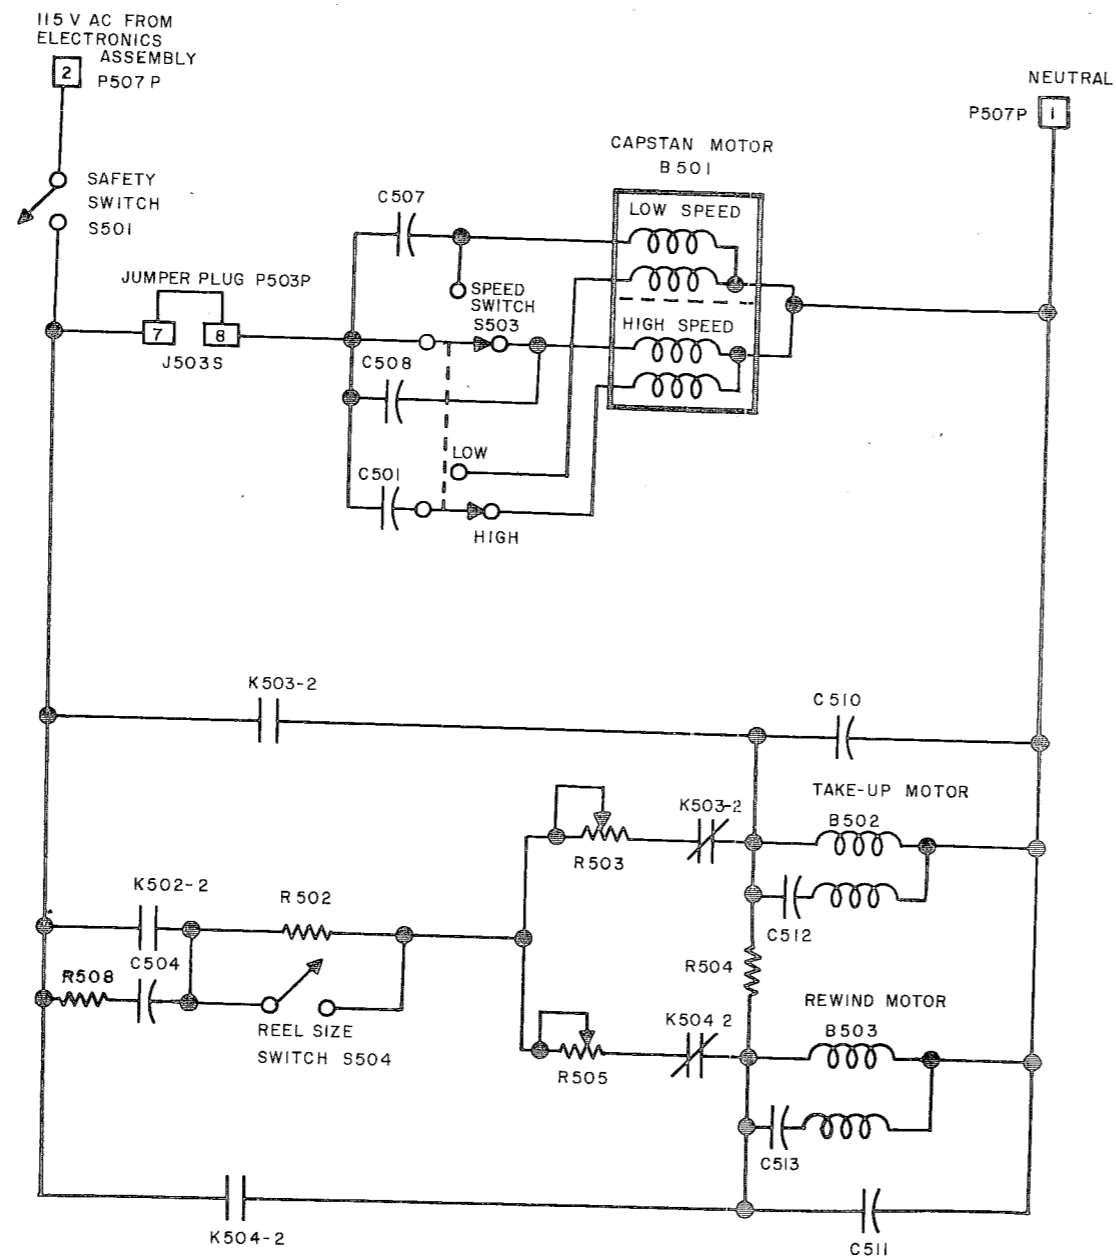 115 V AC FROM
ELECTRONICS
ASSEMBLY
2
P507P
NEUTRAL
P507P
1
CAPSTAN MOTOR
B501
SAFETY
SWITCH
S501
C507
LOW SPEED
JUMPER PLUG P503P
SPEED
SWITCH
S503
HIGH SPEED
7
8
J503S
C508
LOW
C501
HIGH
K503-2
C510
TAKE-UP MOTOR
K503-2
B502
R503
K502-2
R502
C512
C504
R508
R504
REWIND MOTOR
K504 2
B503
REEL SIZE
SWITCH S504
R505
C513
K504-2
C511